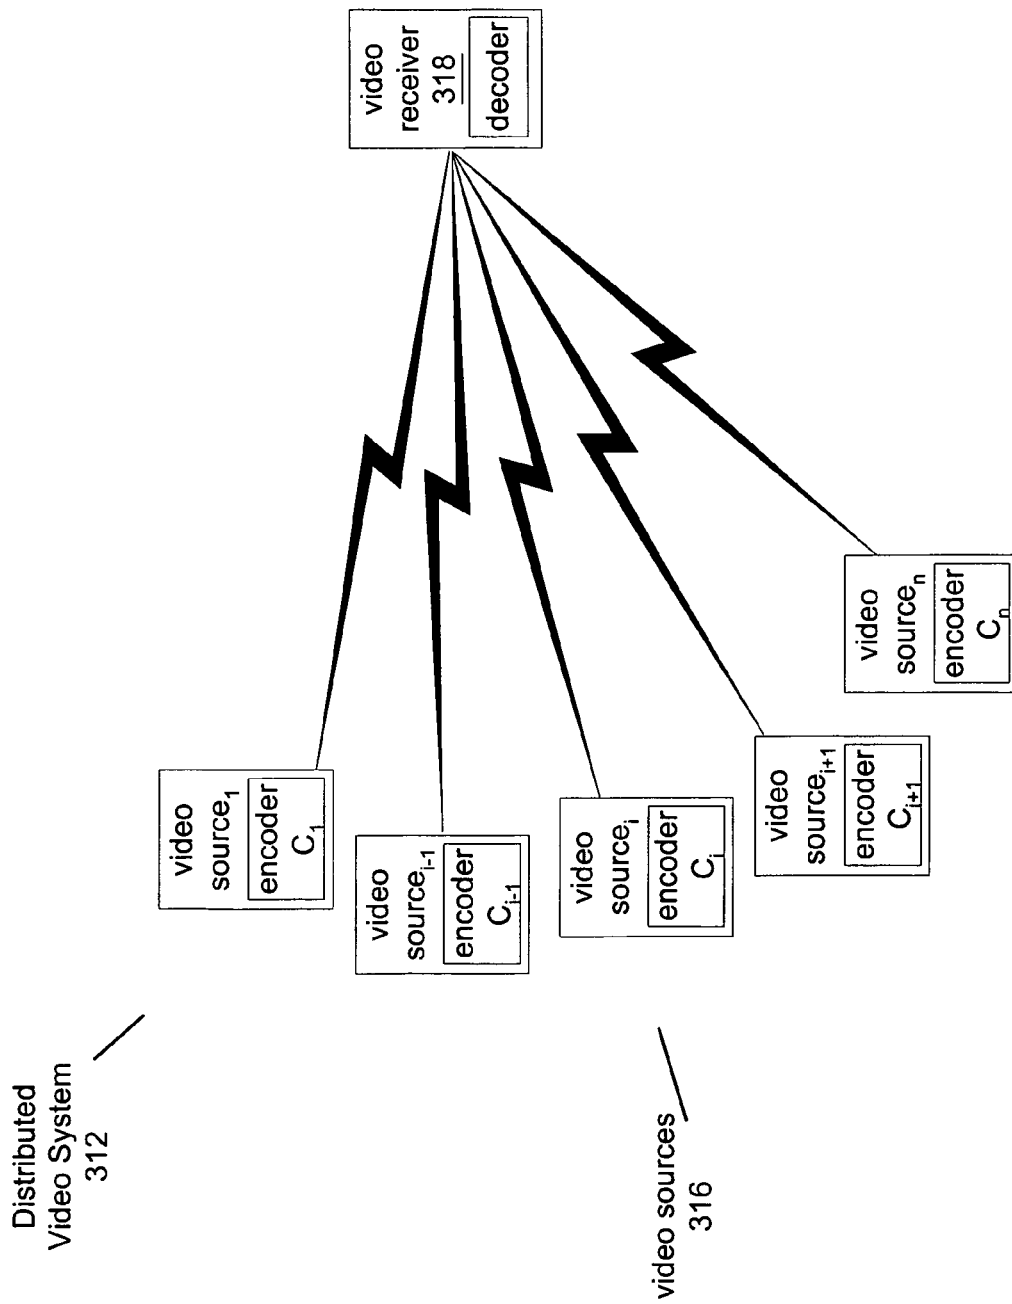 Distributed
Video System
312
video
source₁
encoder
C₁
video
sourceᵢ₋₁
encoder
Cᵢ₋₁
video
sourceᵢ
encoder
Cᵢ
video
sourceᵢ₊₁
encoder
Cᵢ₊₁
video
sourceₙ
encoder
Cₙ
video sources
316
video
receiver
318
decoder